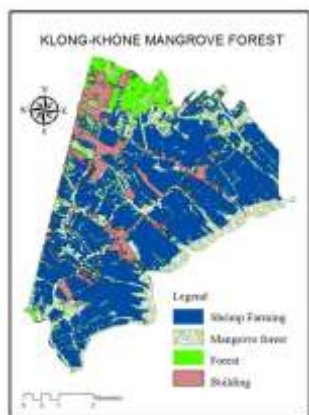 KLONG-KHONE MANGROVE FOREST
N
Legend
Shrimp Farming
Mangrove forest
Forest
Building